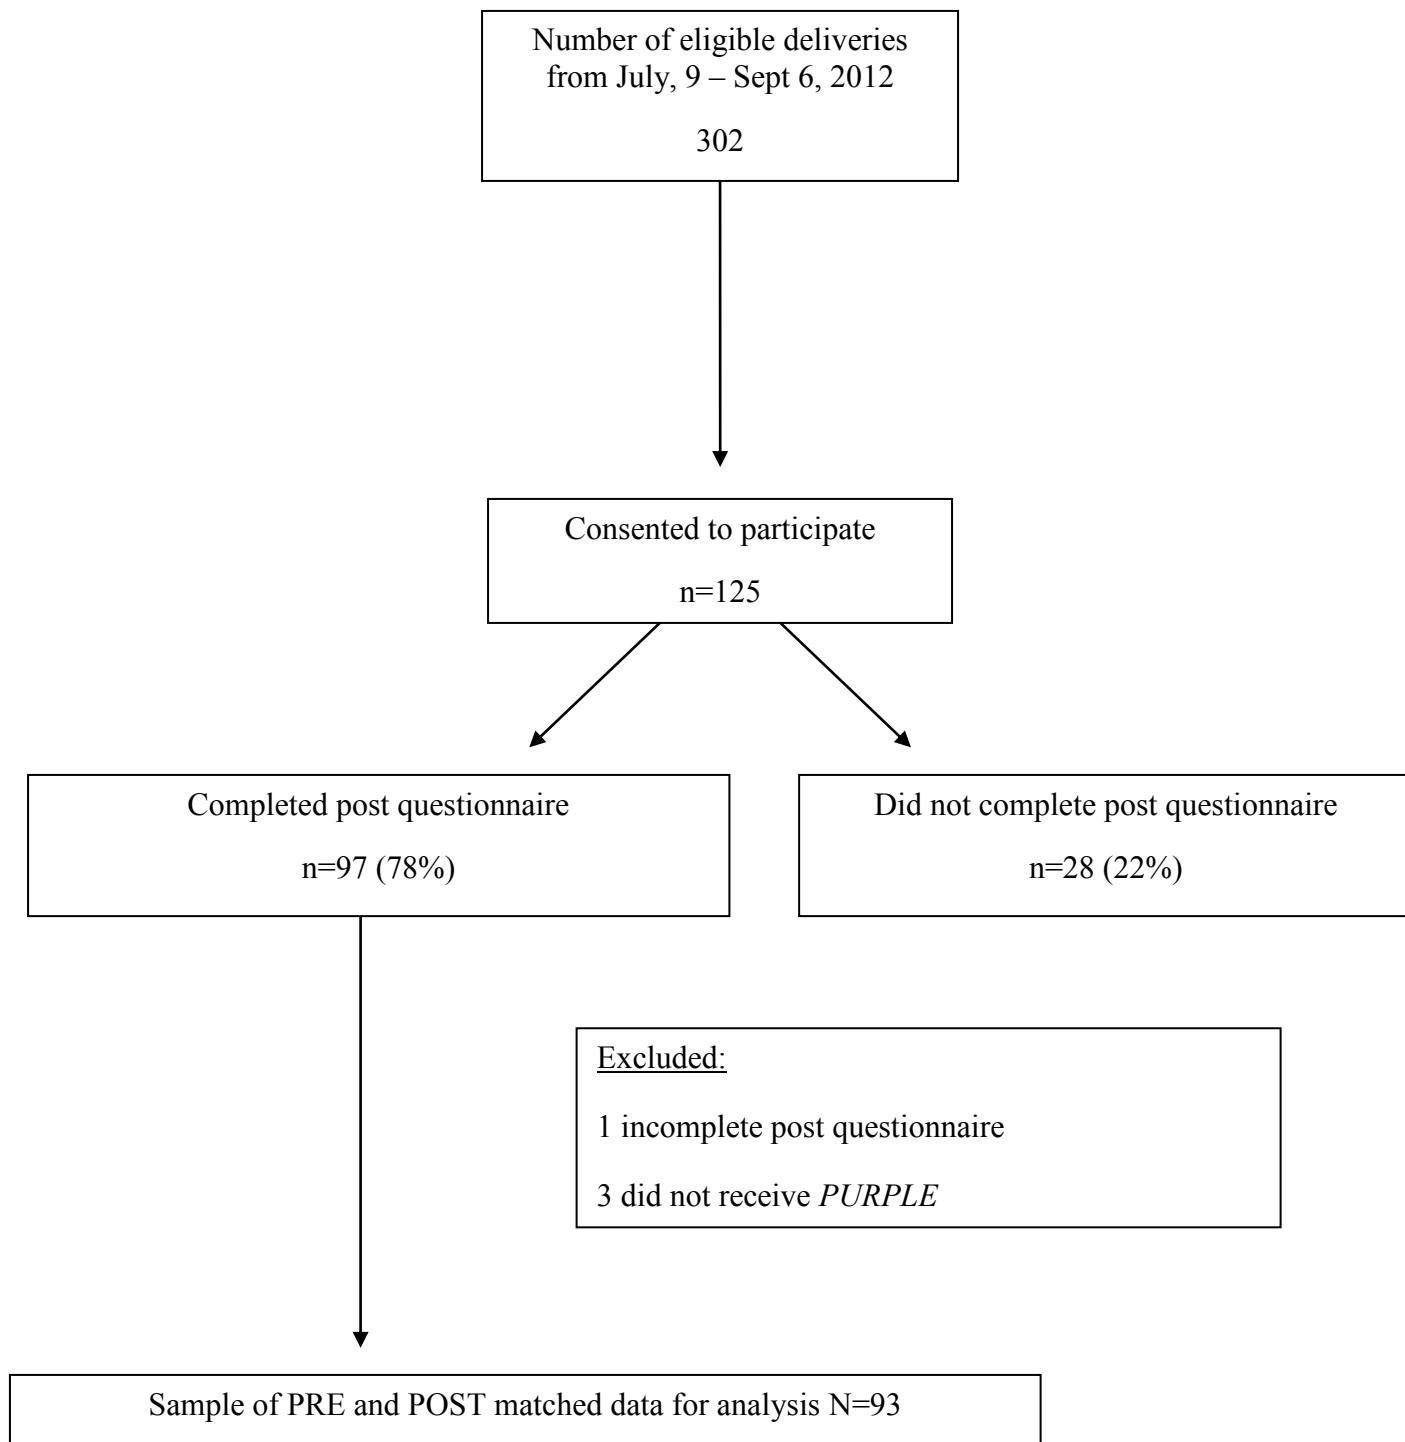 Number of eligible deliveries
from July, 9 – Sept 6, 2012
302
Consented to participate
n=125
Completed post questionnaire
n=97 (78%)
Did not complete post questionnaire
n=28 (22%)
Excluded:
1 incomplete post questionnaire
3 did not receive PURPLE
Sample of PRE and POST matched data for analysis N=93